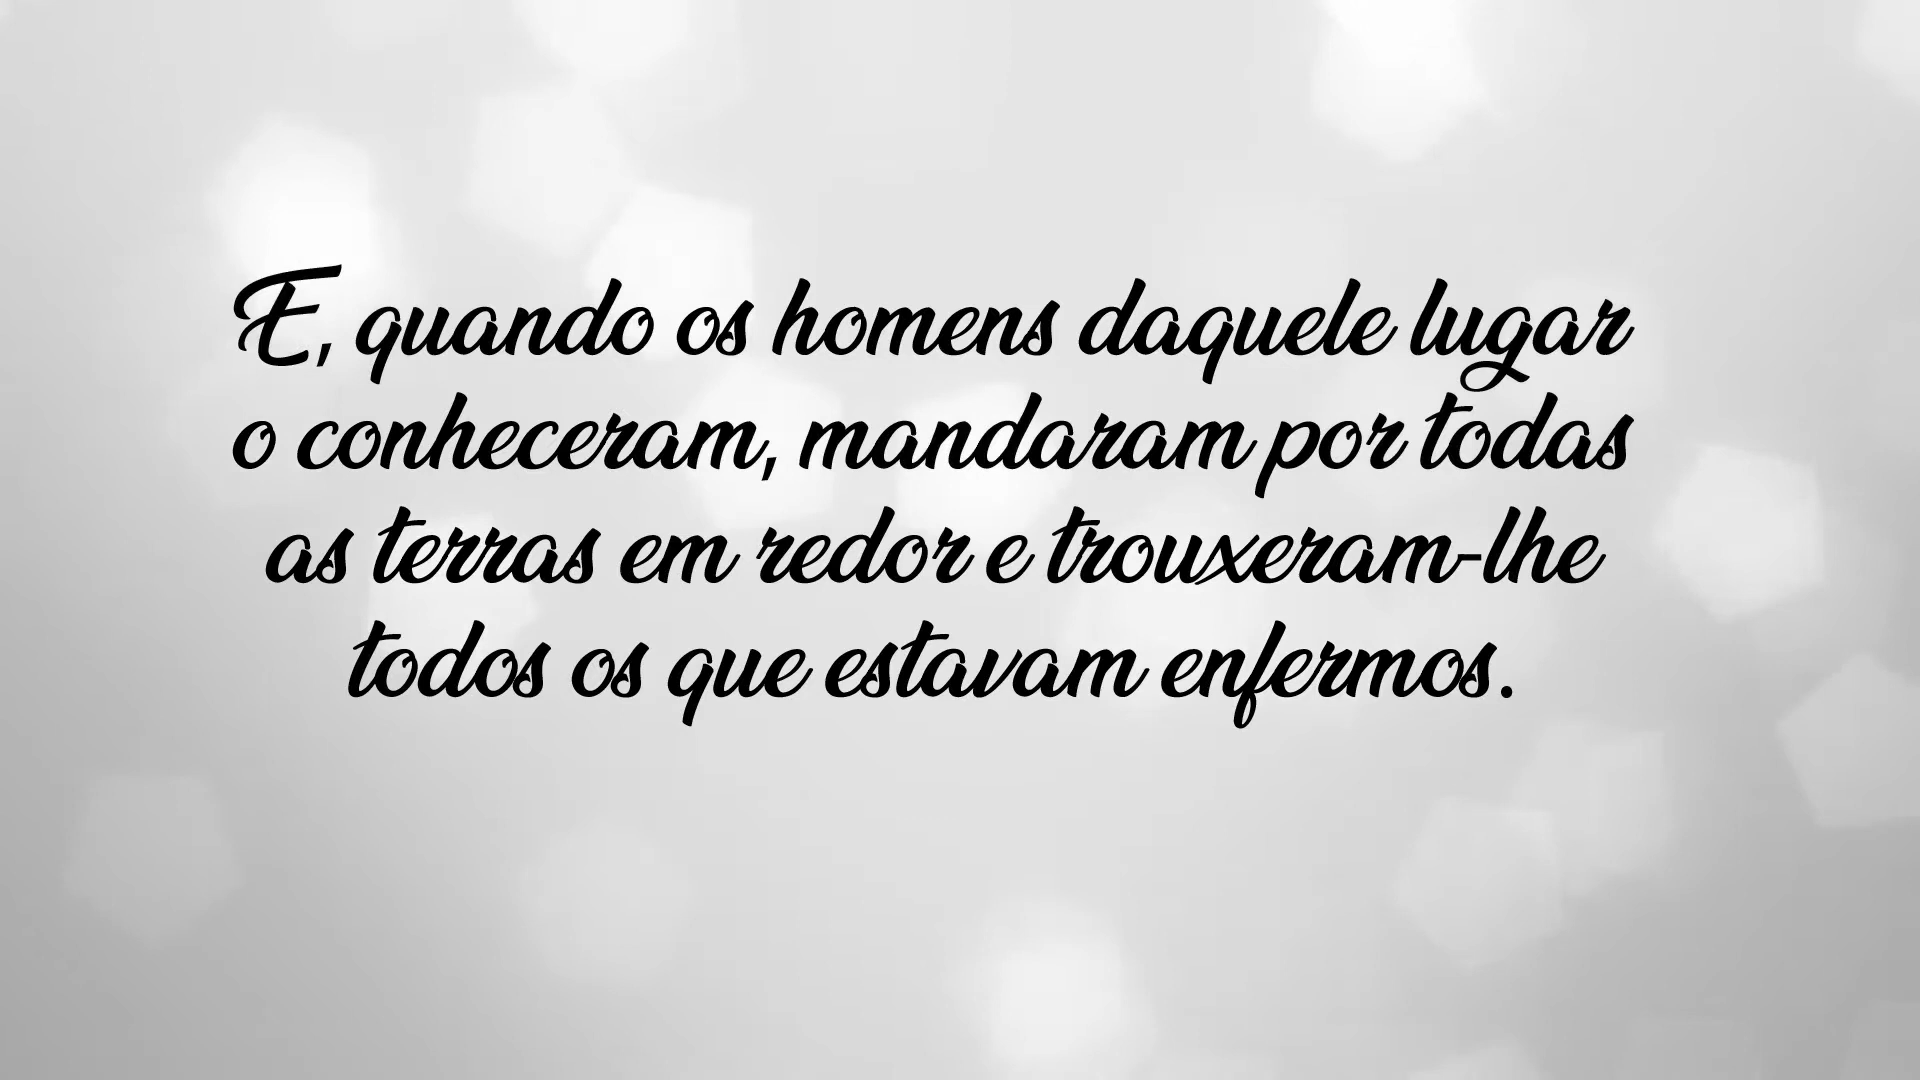 E, quando os homens daquele lugar
o conheceram, mandaram por todas
as terras em redor e trouxeram-lhe
todos os que estavam enfermos.